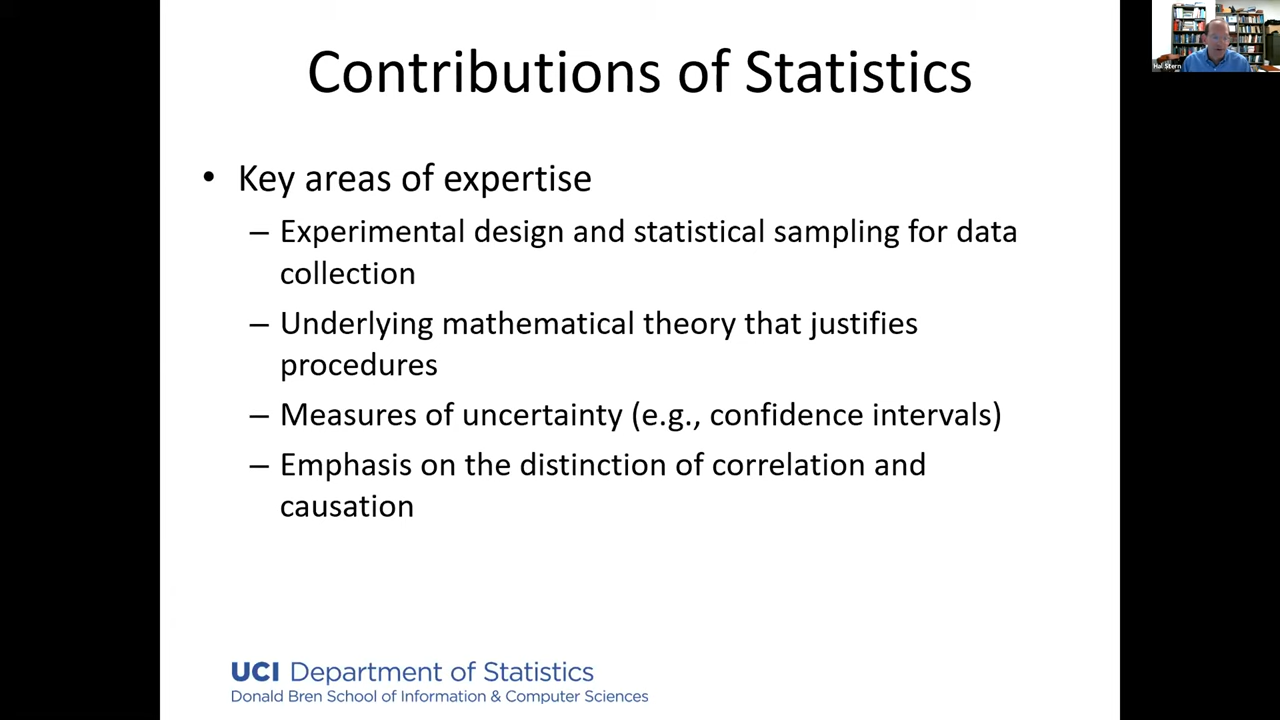 Contributions of Statistics
Hal Stern
• Key areas of expertise
– Experimental design and statistical sampling for data
collection
– Underlying mathematical theory that justifies
procedures
– Measures of uncertainty (e.g., confidence intervals)
– Emphasis on the distinction of correlation and
causation
UCI Department of Statistics
Donald Bren School of Information & Computer Sciences